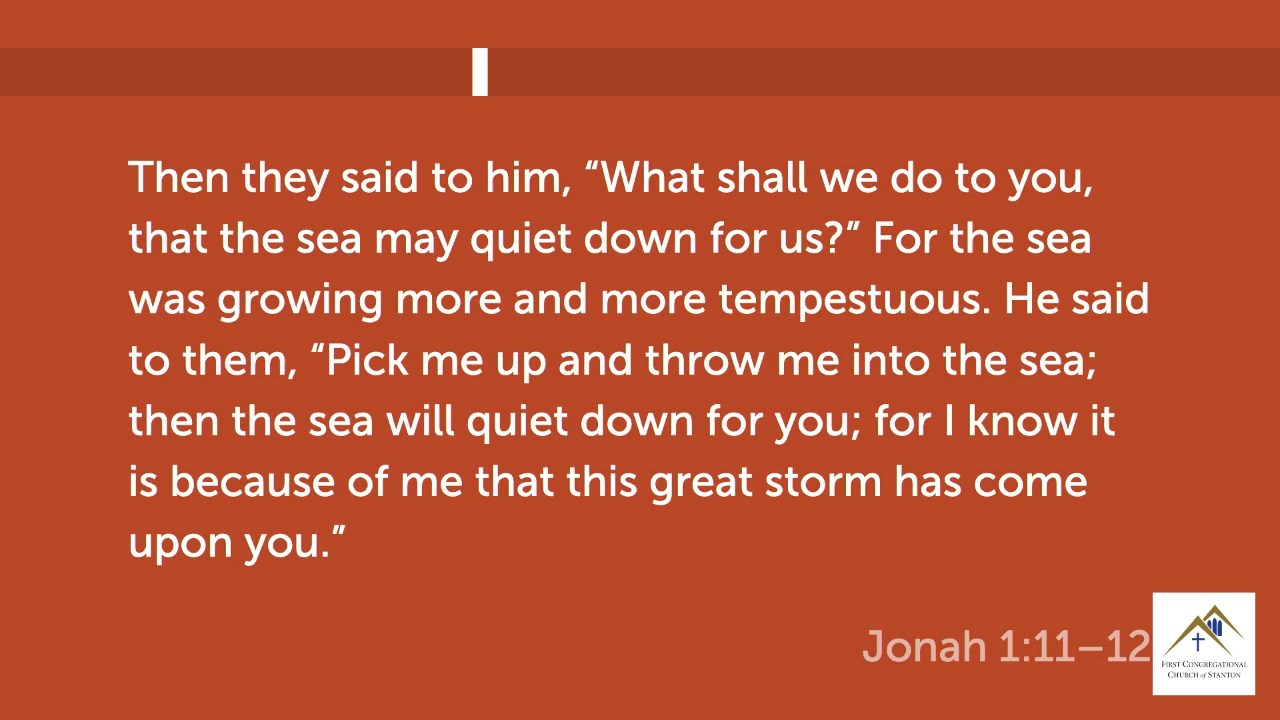 Then they said to him, “What shall we do to you,
that the sea may quiet down for us?” For the sea
was growing more and more tempestuous. He said
to them, “Pick me up and throw me into the sea;
then the sea will quiet down for you; for I know it
is because of me that this great storm has come
upon you.”
Jonah 1:11–12
First Congregational
Church of Stanton